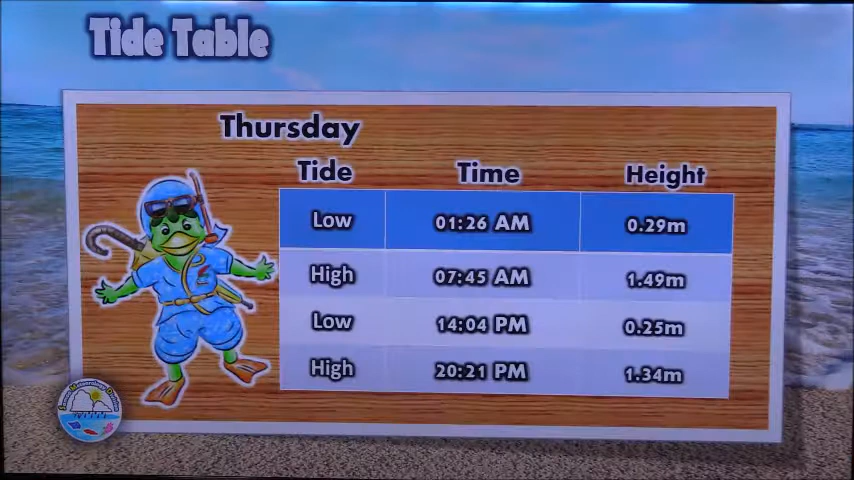 Tide Table
Thursday
Tide Time Height
Low 01:26 AM 0.29m
High 07:45 AM 1.49m
Low 14:04 PM 0.25m
High 20:21 PM 1.34m